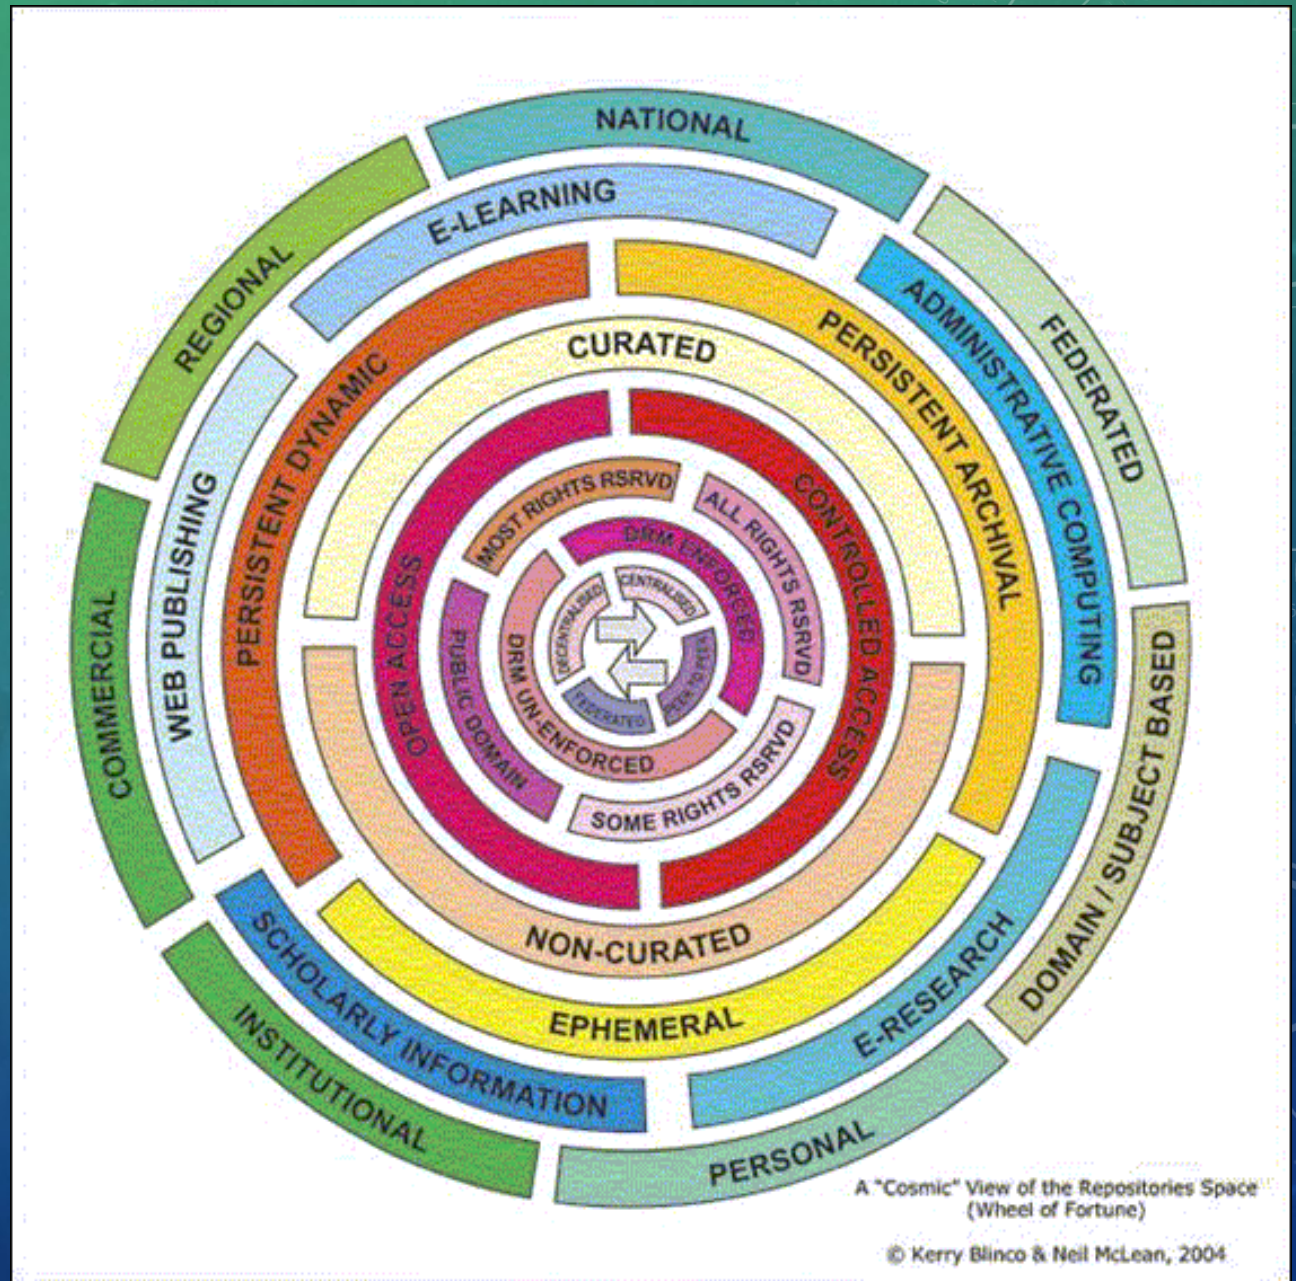 NATIONAL
FEDERATED
DOMAIN / SUBJECT BASED
PERSONAL
INSTITUTIONAL
COMMERCIAL
REGIONAL
E-LEARNING
ADMINISTRATIVE COMPUTING
E-RESEARCH
SCHOLARLY INFORMATION
WEB PUBLISHING
PERSISTENT DYNAMIC
PERSISTENT ARCHIVAL
EPHEMERAL
CURATED
NON-CURATED
OPEN ACCESS
CONTROLLED ACCESS
MOST RIGHTS RSRVD
ALL RIGHTS RSRVD
SOME RIGHTS RSRVD
PUBLIC DOMAIN
DRM ENFORCED
DRM UN-ENFORCED
CENTRALISED
PEER TO PEER
FEDERATED
DECENTRALISED
A "Cosmic" View of the Repositories Space
(Wheel of Fortune)
© Kerry Blinco & Neil McLean, 2004